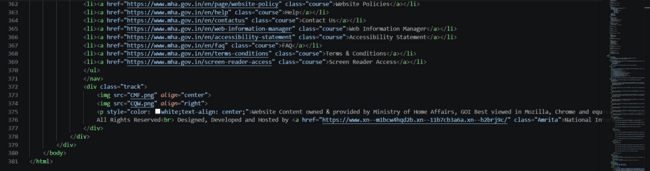 362 <li><a href="https://www.mha.gov.in/en/page/website-policy" class="course">Website Policies</a></li>
363 <li><a href="https://www.mha.gov.in/en/help" class="course">Help</a></li>
364 <li><a href="https://www.mha.gov.in/en/contactus" class="course">Contact Us</a></li>
365 <li><a href="https://www.mha.gov.in/en/web-information-manager" class="course">Web Information Manager</a></li>
366 <li><a href="https://www.mha.gov.in/en/accessibility-statement" class="course">Accessibility Statement</a></li>
367 <li><a href="https://www.mha.gov.in/en/faq" class="course">FAQ</a></li>
368 <li><a href="https://www.mha.gov.in/en/terms-conditions" class="course">Terms & Conditions</a></li>
369 <li><a href="https://www.mha.gov.in/screen-reader-access" class="course">Screen Reader Access</a></li>
370 </ul>
371 </nav>
372 <div class="track">
373 <img src="CMF.png" align="center">
374 <img src="CQW.png" align="right">
375 <p style="color: white;text-align: center;">Website Content owned & provided by Ministry of Home Affairs, GOI Best viewed in Mozilla, Chrome and equ
376 All Rights Reserved<br> Designed, Developed and Hosted by <a href="https://www.xn--m1bcw4hqd2b.xn--11b7cb3a6a.xn--h2brj9c/" class="Amrita">National In
377 </div>
378 </div>
379 </div>
380 </body>
381 </html>